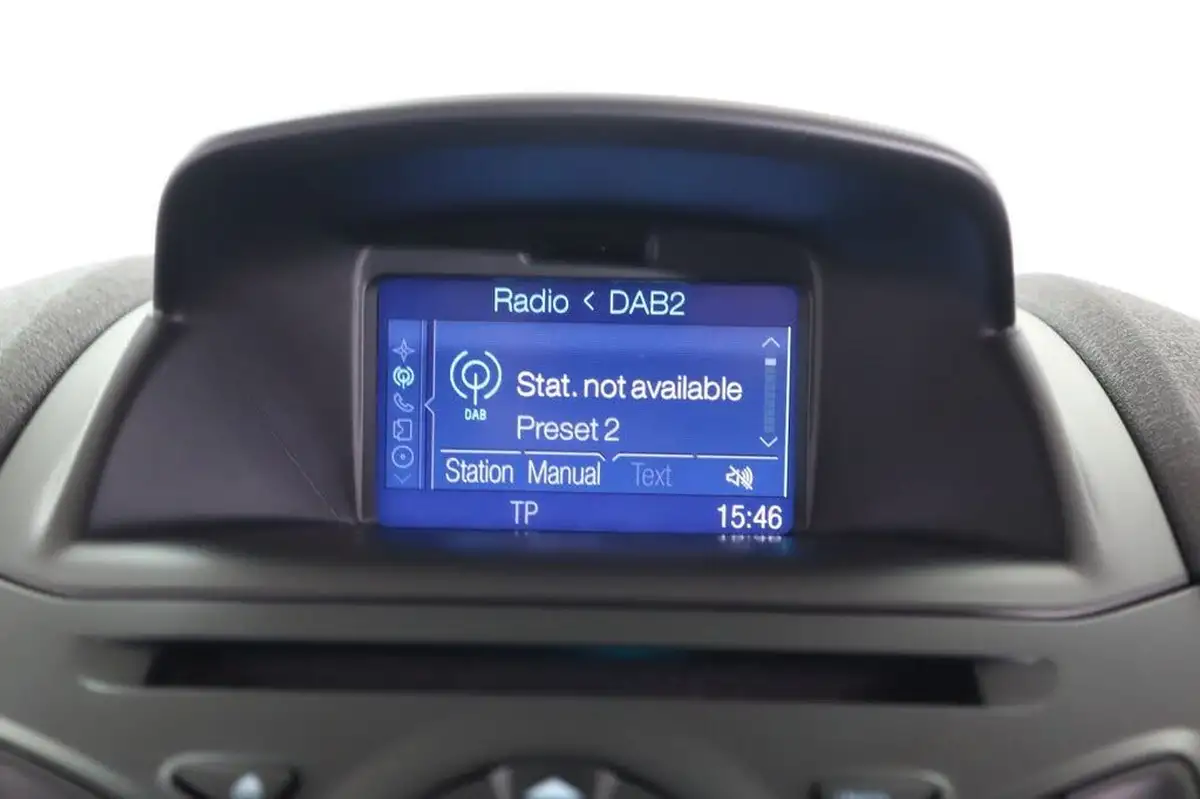 Radio < DAB2
DAB
Stat. not available
Preset 2
Station Manual Text
TP 15:46